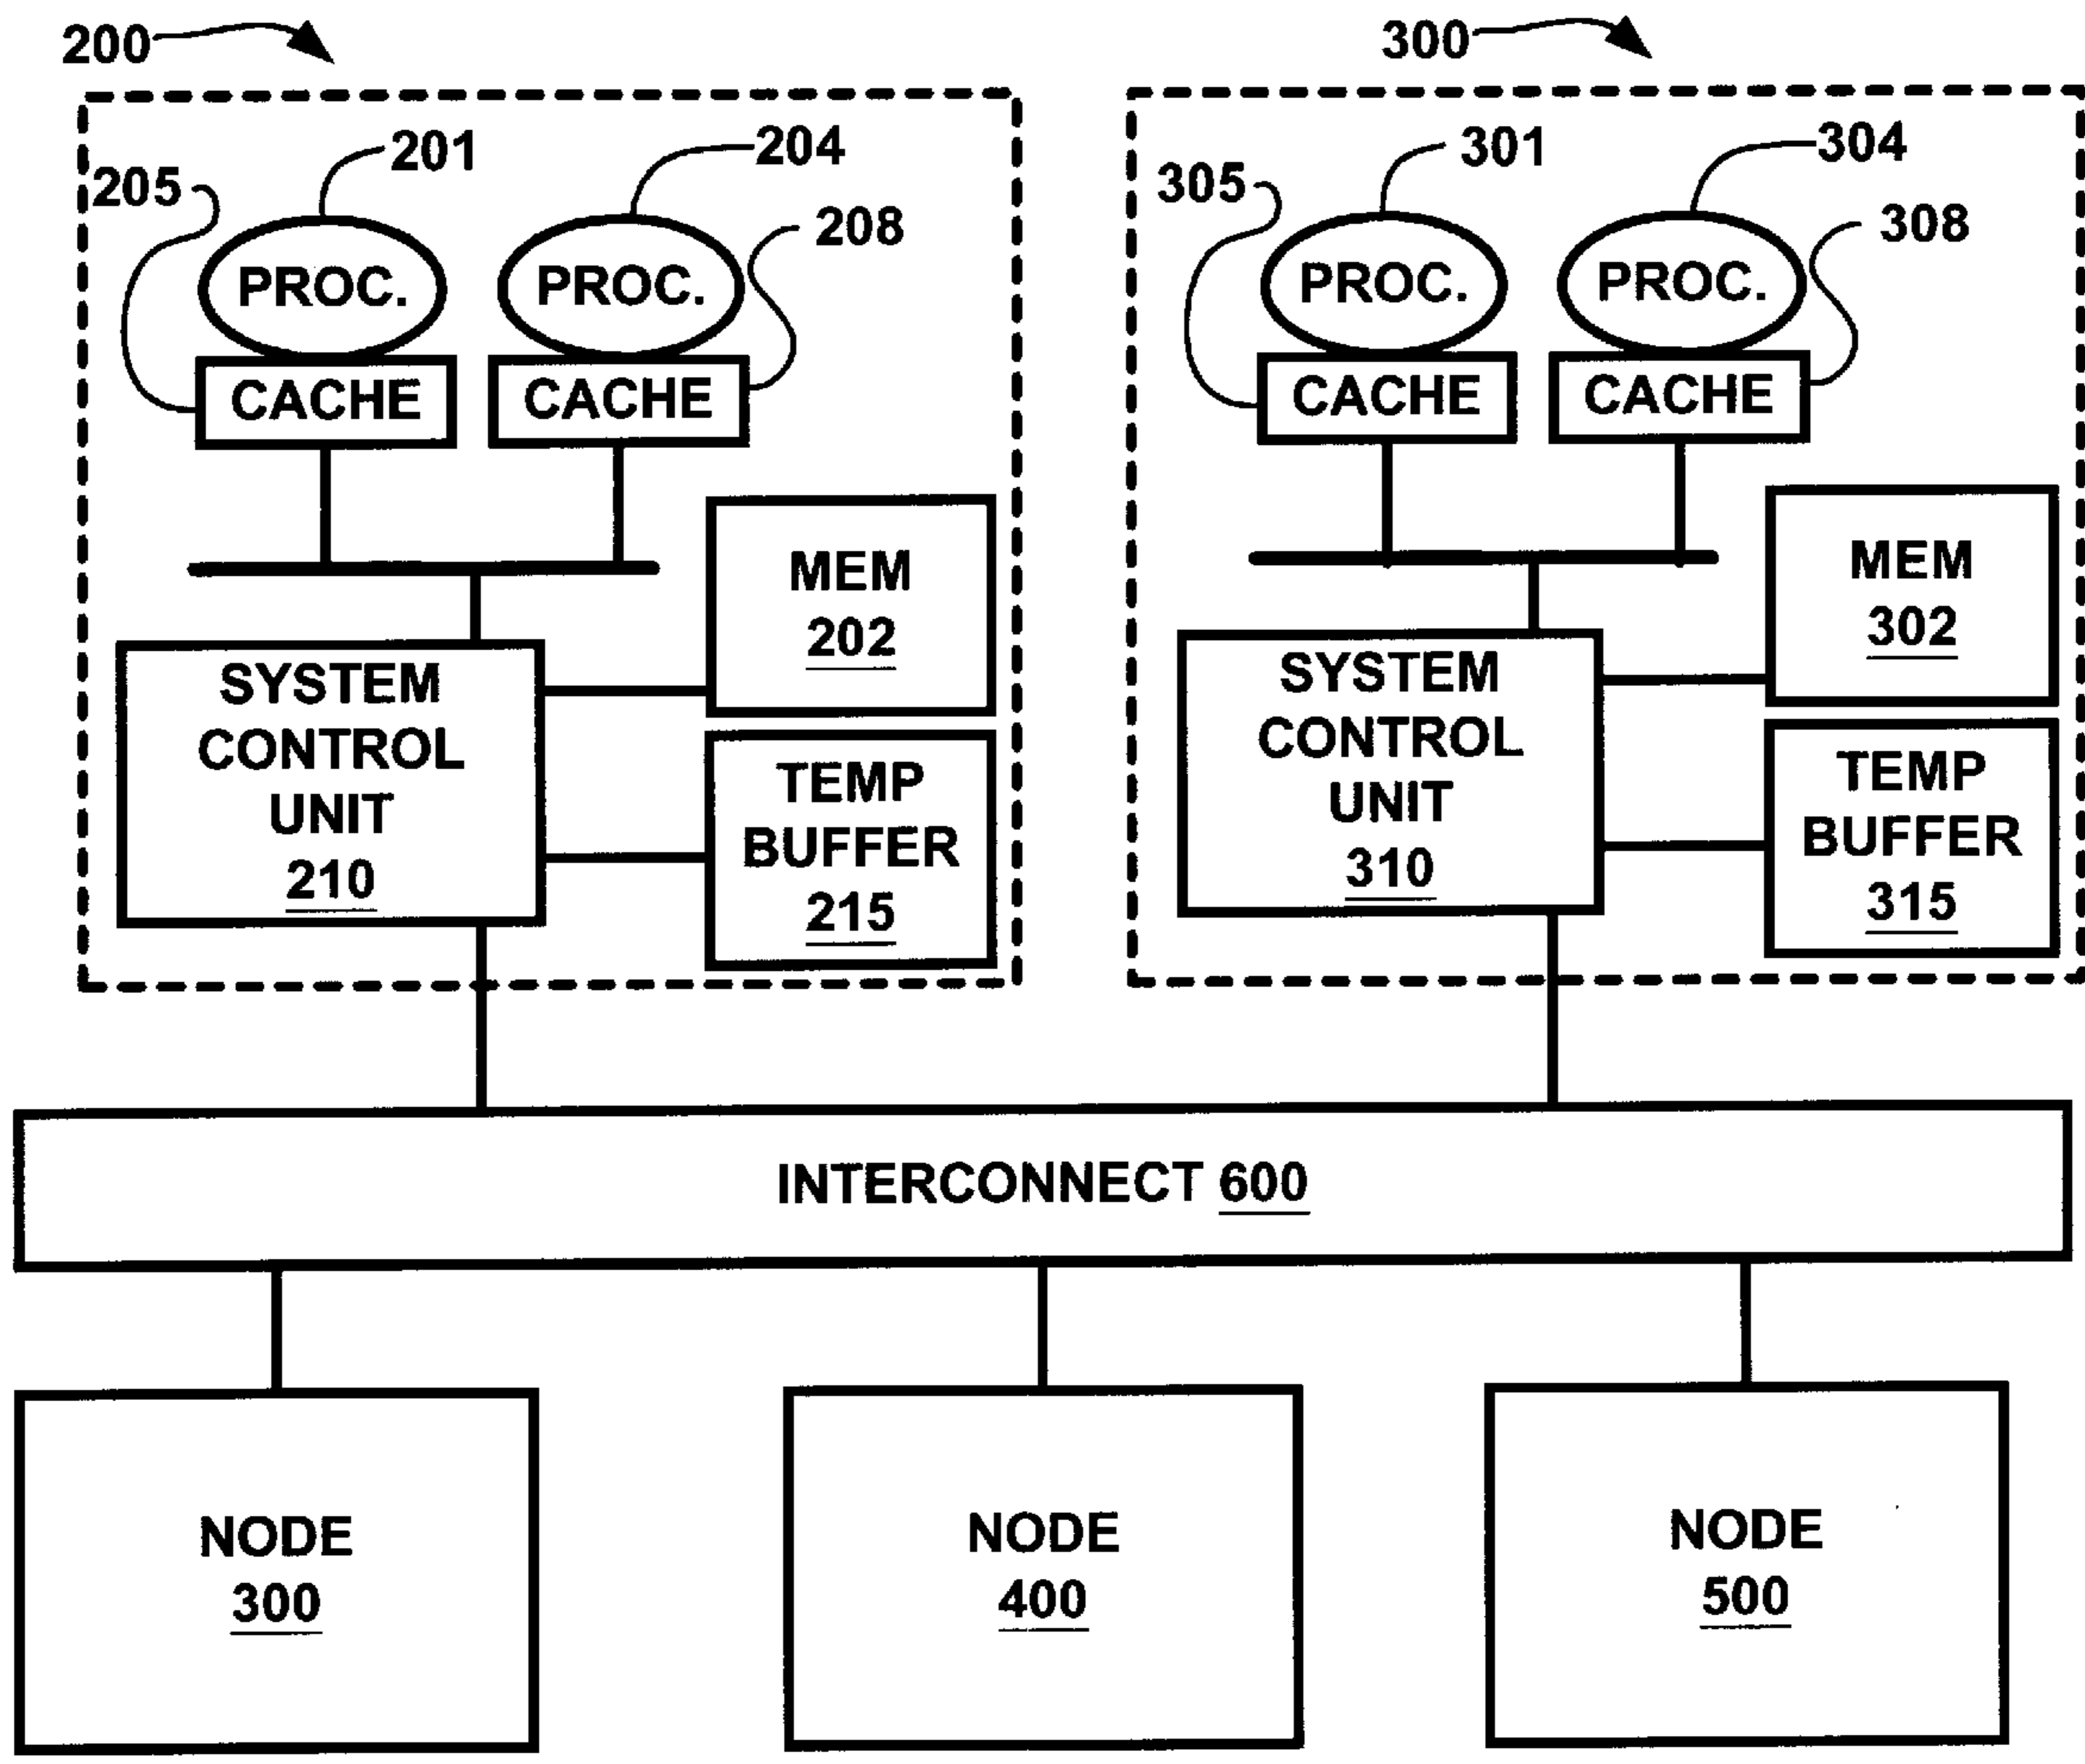 200
300
201
204
205
208
PROC.
PROC.
CACHE
CACHE
MEM
202
SYSTEM
CONTROL
UNIT
210
TEMP
BUFFER
215
301
304
305
308
PROC.
PROC.
CACHE
CACHE
MEM
302
SYSTEM
CONTROL
UNIT
310
TEMP
BUFFER
315
INTERCONNECT 600
NODE
300
NODE
400
NODE
500